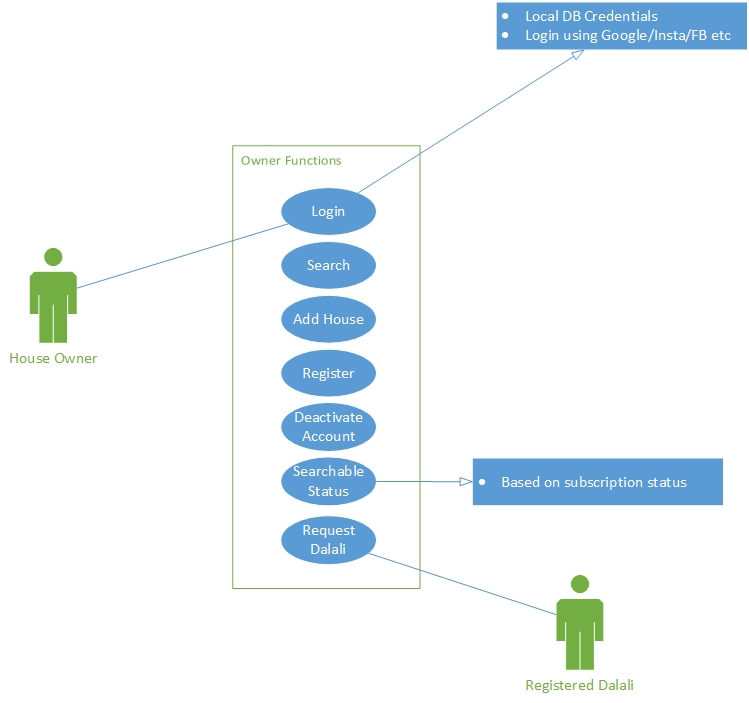 Local DB Credentials
Login using Google/Insta/FB etc
Owner Functions
Login
Search
Add House
House Owner
Register
Deactivate
Account
Searchable
Status
Based on subscription status
Request
Dalali
Registered Dalali